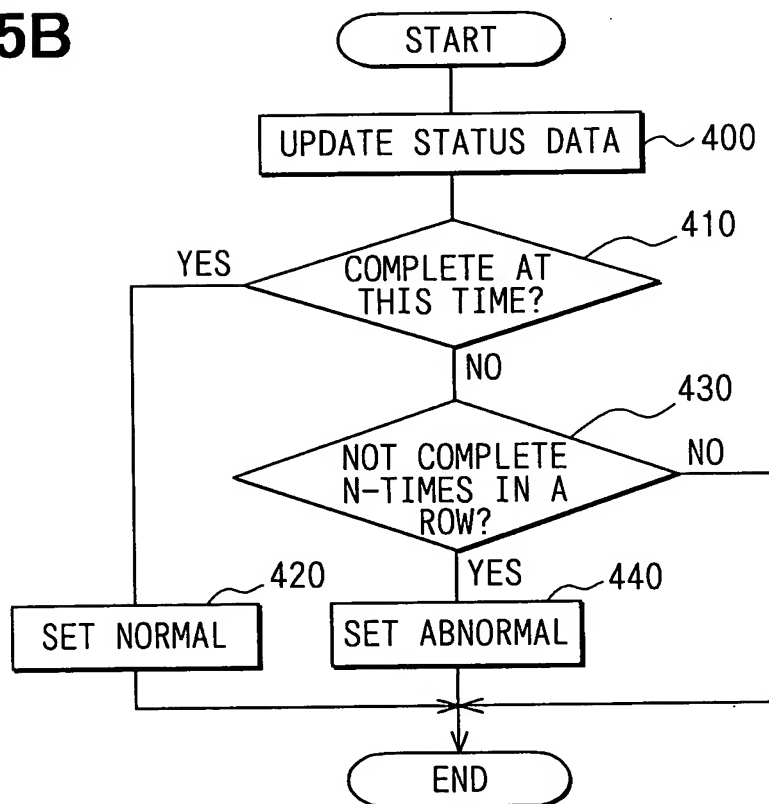 5B
START
UPDATE STATUS DATA
400
410
YES
COMPLETE AT
THIS TIME?
NO
430
NOT COMPLETE
N-TIMES IN A
ROW?
NO
YES
420
440
SET NORMAL
SET ABNORMAL
END